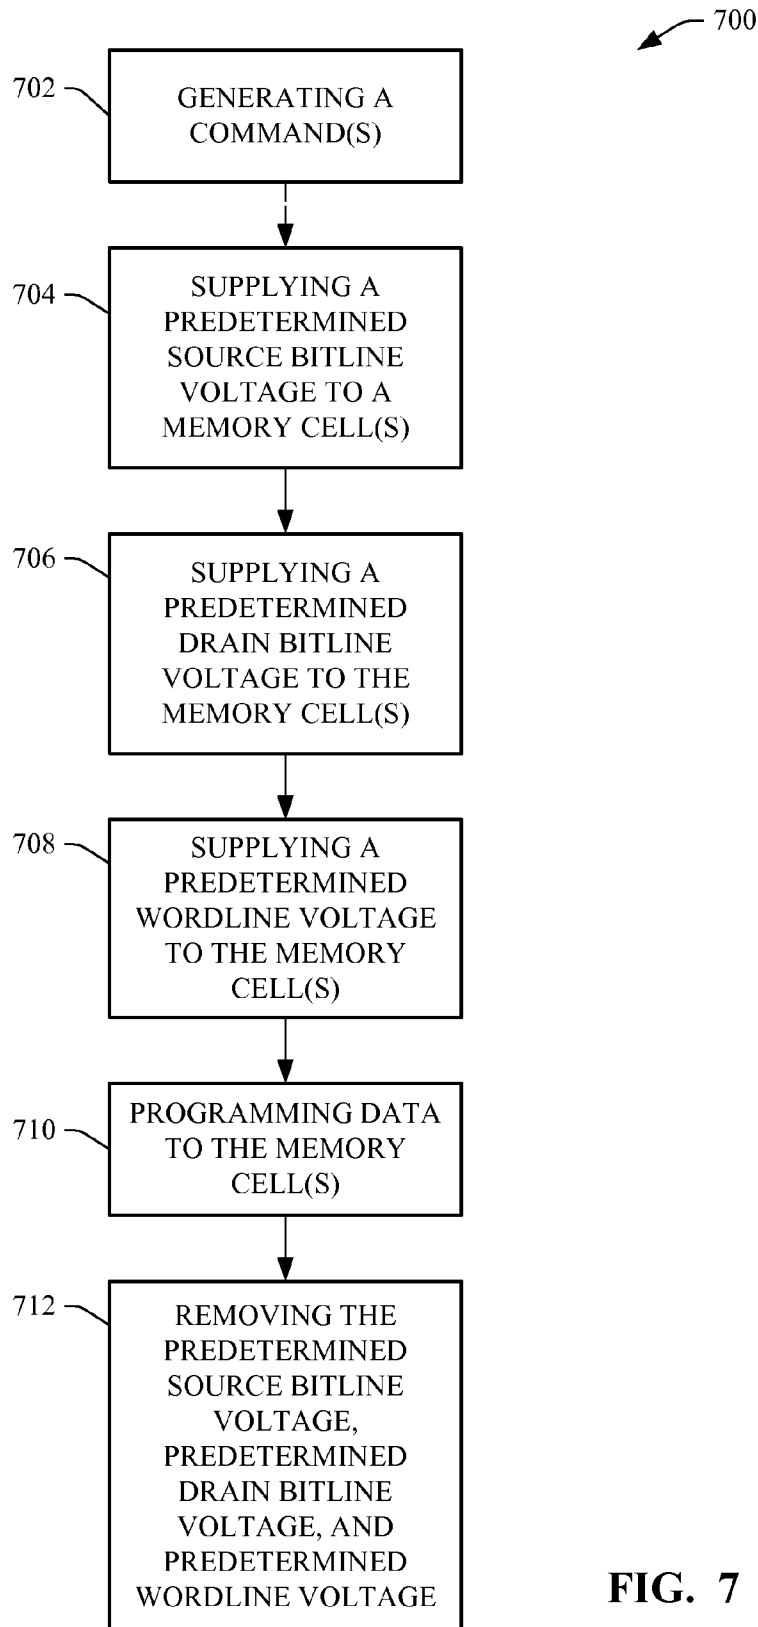 700
702
GENERATING A
COMMAND(S)
704
SUPPLYING A
PREDETERMINED
SOURCE BITLINE
VOLTAGE TO A
MEMORY CELL(S)
706
SUPPLYING A
PREDETERMINED
DRAIN BITLINE
VOLTAGE TO THE
MEMORY CELL(S)
708
SUPPLYING A
PREDETERMINED
WORDLINE VOLTAGE
TO THE MEMORY
CELL(S)
710
PROGRAMMING DATA
TO THE MEMORY
CELL(S)
712
REMOVING THE
PREDETERMINED
SOURCE BITLINE
VOLTAGE,
PREDETERMINED
DRAIN BITLINE
VOLTAGE, AND
PREDETERMINED
WORDLINE VOLTAGE
FIG. 7